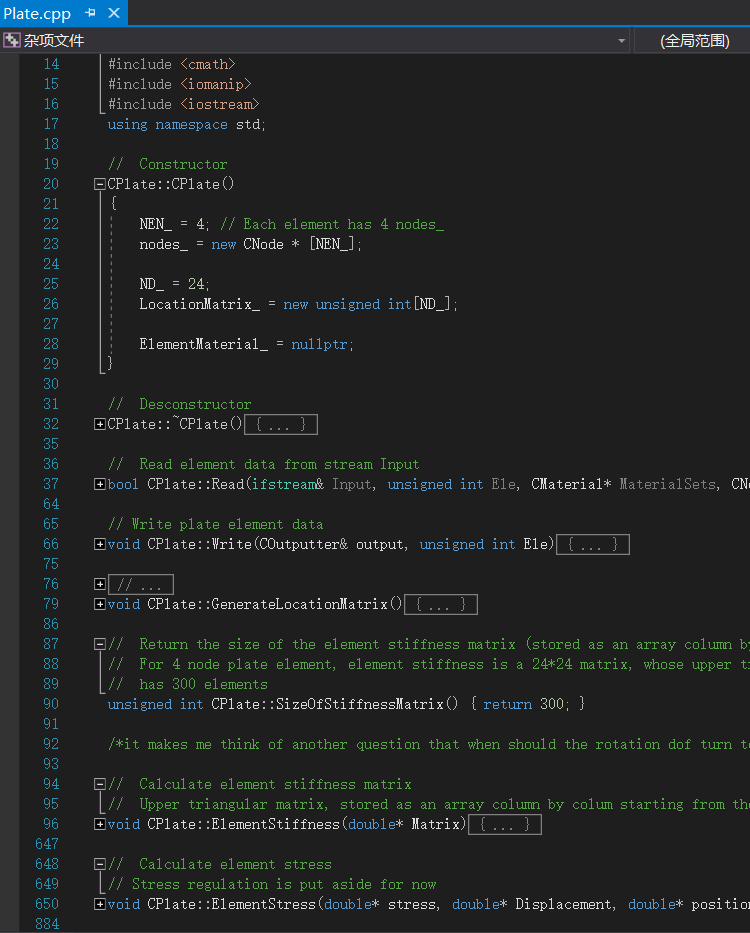 Plate.cpp
杂项文件 (全局范围)
14 #include <cmath>
15 #include <iomanip>
16 #include <iostream>
17 using namespace std;
18
19 // Constructor
20 CPlate::CPlate()
21 {
22 NEN_ = 4; // Each element has 4 nodes_
23 nodes_ = new CNode * [NEN_];
24
25 ND_ = 24;
26 LocationMatrix_ = new unsigned int[ND_];
27
28 ElementMaterial_ = nullptr;
29 }
30
31 // Desconstructor
32 CPlate::~CPlate() { ... }
35
36 // Read element data from stream Input
37 bool CPlate::Read(ifstream& Input, unsigned int Ele, CMaterial* MaterialSets, CN
64
65 // Write plate element data
66 void CPlate::Write(COutputter& output, unsigned int Ele) { ... }
75
76 // ...
79 void CPlate::GenerateLocationMatrix() { ... }
86
87 // Return the size of the element stiffness matrix (stored as an array column by
88 // For 4 node plate element, element stiffness is a 24*24 matrix, whose upper t
89 // has 300 elements
90 unsigned int CPlate::SizeOfStiffnessMatrix() { return 300; }
91
92 /*it makes me think of another question that when should the rotation dof turn t
93
94 // Calculate element stiffness matrix
95 // Upper triangular matrix, stored as an array column by colum starting from the
96 void CPlate::ElementStiffness(double* Matrix) { ... }
647
648 // Calculate element stress
649 // Stress regulation is put aside for now
650 void CPlate::ElementStress(double* stress, double* Displacement, double* position
884